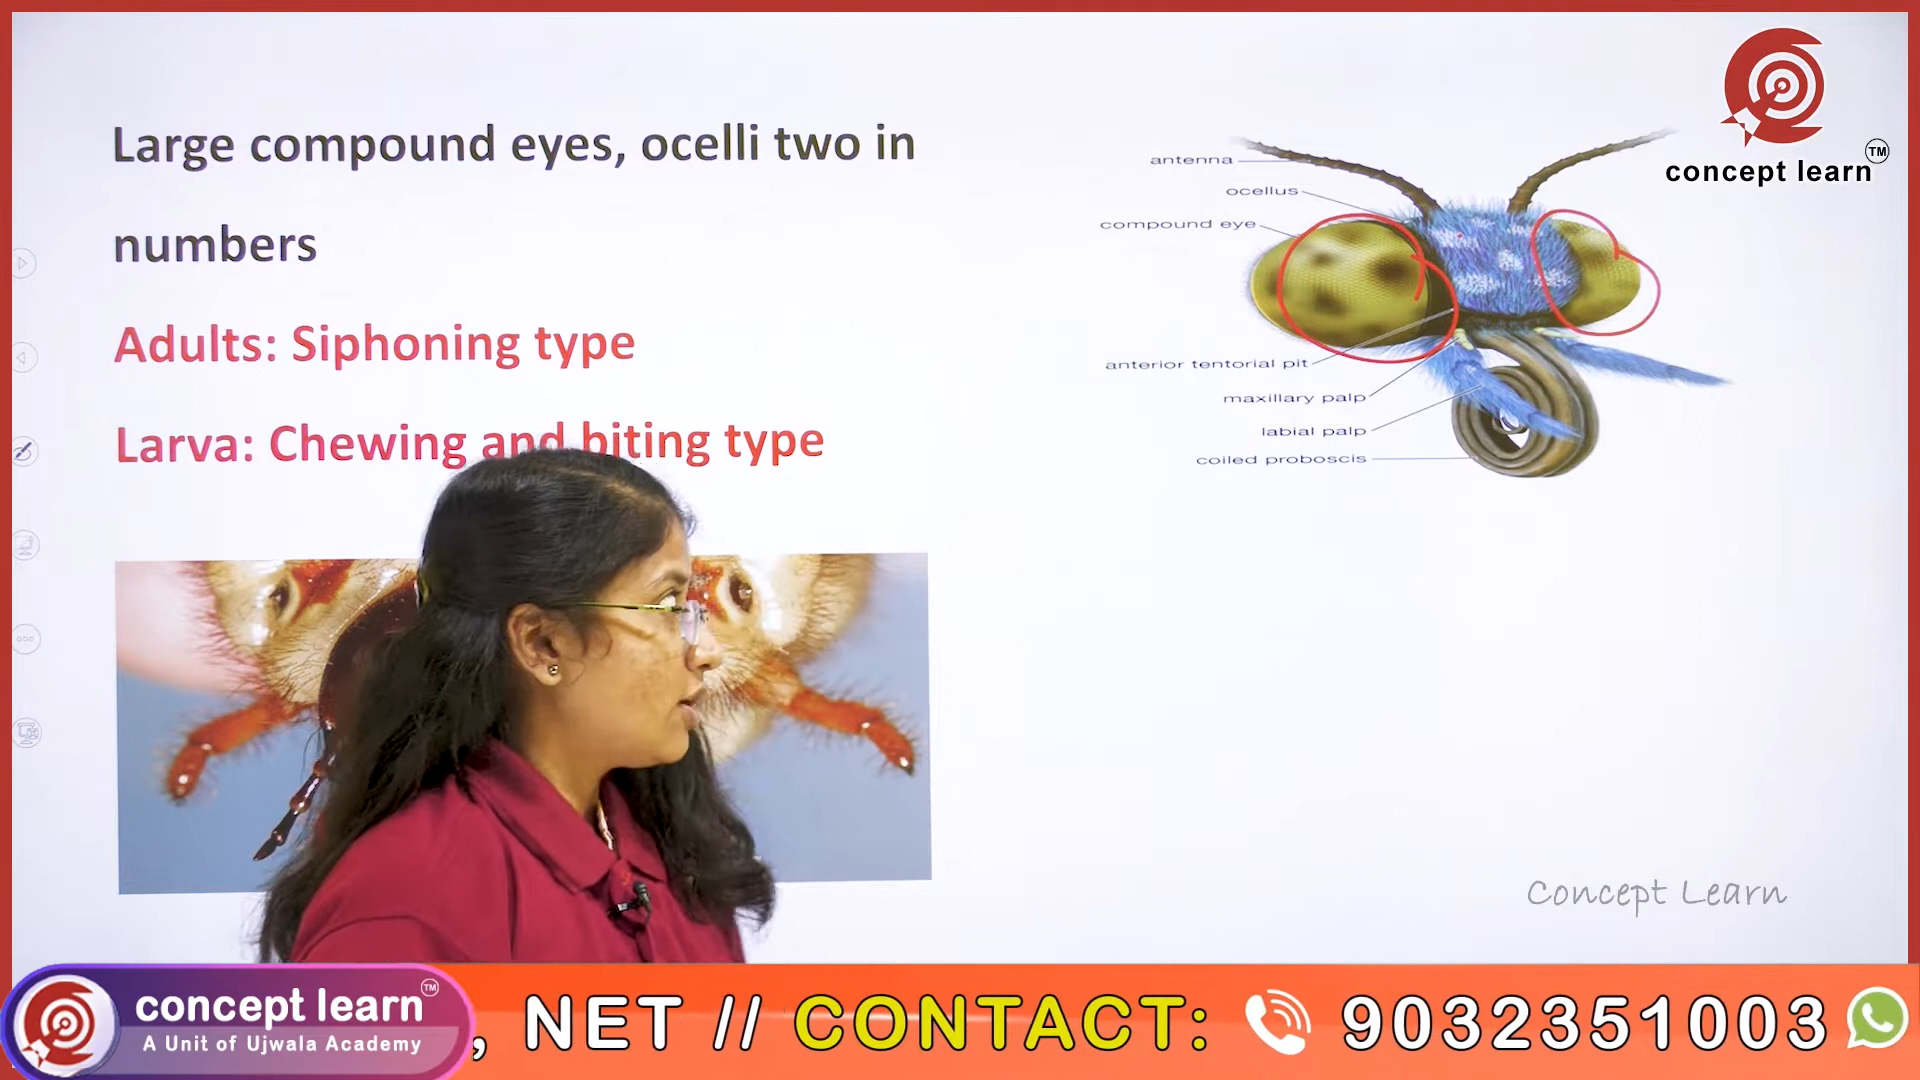 Large compound eyes, ocelli two in
numbers
Adults: Siphoning type
Larva: Chewing and biting type
antenna
ocellus
compound eye
anterior tentorial pit
maxillary palp
labial palp
coiled proboscis
concept learn TM
Concept Learn
concept learn TM
A Unit of Ujwala Academy
, NET // CONTACT: 9032351003